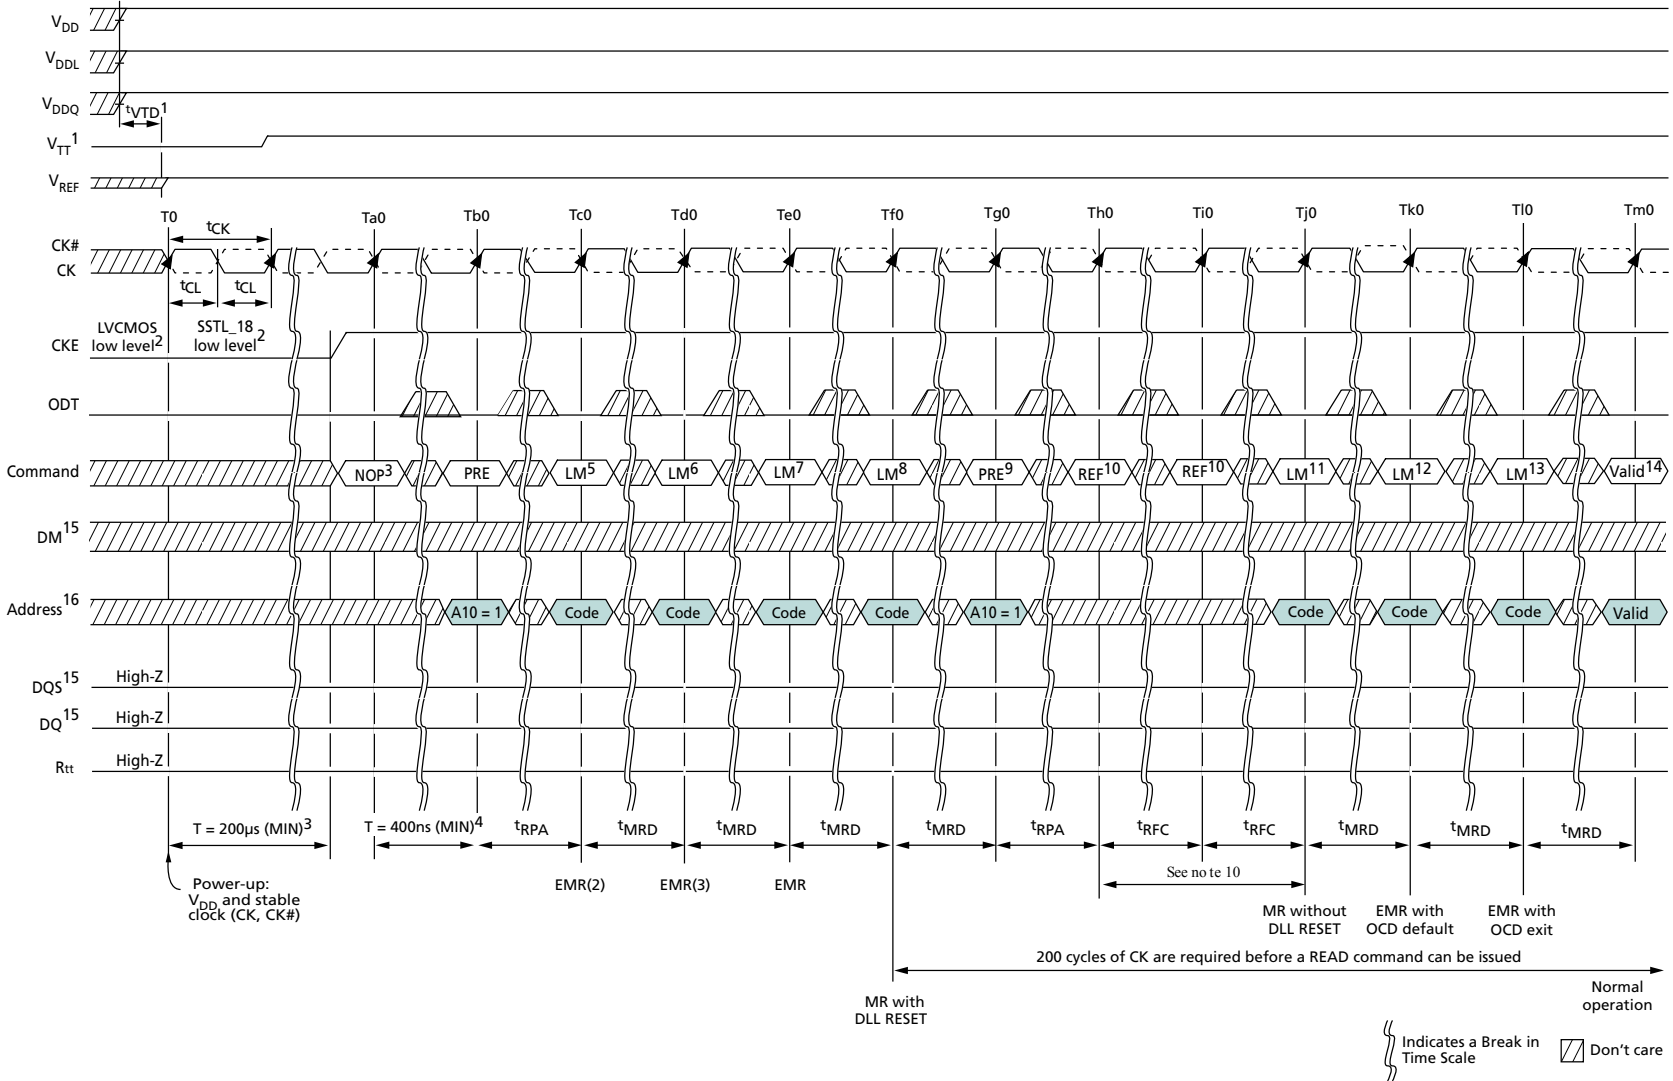 VDD
VDDL
VDDQ
tVTD1
VTT1
VREF
T0 Ta0 Tb0 Tc0 Td0 Te0 Tf0 Tg0 Th0 Ti0 Tj0 Tk0 Tl0 Tm0
tCK
CK#
CK
tCL tCL
LVCMOS low level2
SSTL_18 low level2
CKE
ODT
Command NOP3 PRE LM5 LM6 LM7 LM8 PRE9 REF10 REF10 LM11 LM12 LM13 Valid14
DM15
Address16 A10 = 1 Code Code Code Code A10 = 1 Code Code Code Valid
DQS15 High-Z
DQ15 High-Z
Rtt High-Z
T = 200µs (MIN)3 T = 400ns (MIN)4 tRPA tMRD tMRD tMRD tMRD tRPA tRFC tRFC tMRD tMRD tMRD
See note 10
Power-up:
VDD and stable
clock (CK, CK#)
EMR(2) EMR(3) EMR
MR without
DLL RESET
EMR with
OCD default
EMR with
OCD exit
200 cycles of CK are required before a READ command can be issued
MR with
DLL RESET
Normal
operation
Indicates a Break in
Time Scale
Don't care